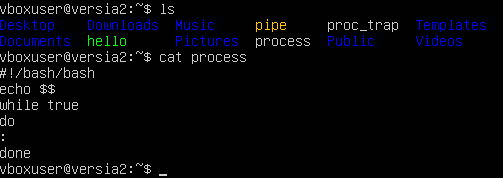 vboxuser@versia2:~$ ls
Desktop Downloads Music pipe proc_trap Templates
Documents hello Pictures process Public Videos
vboxuser@versia2:~$ cat process
#!/bash/bash
echo $$
while true
do
:
done
vboxuser@versia2:~$ _